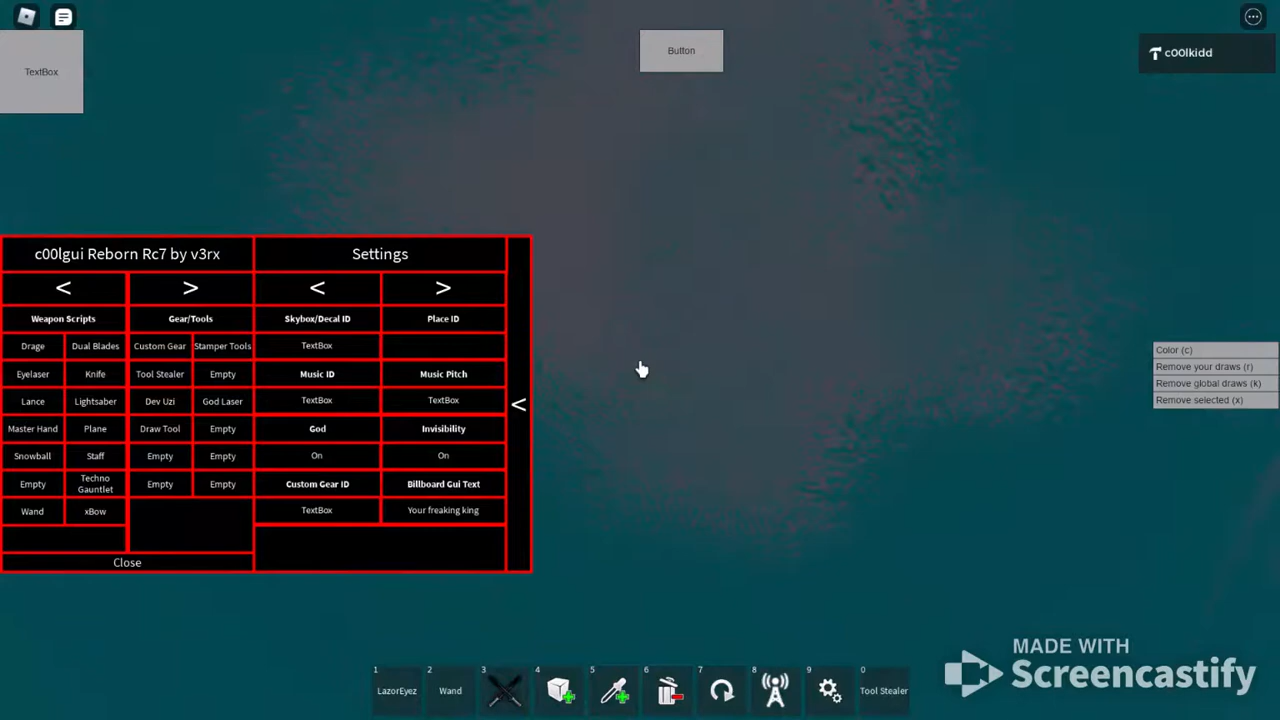 TextBox
Button
c00lkidd
c00lgui Reborn Rc7 by v3rx
Settings
<
>
<
>
Weapon Scripts
Gear/Tools
Skybox/Decal ID
Place ID
Drage
Dual Blades
Custom Gear
Stamper Tools
TextBox
Eyelaser
Knife
Tool Stealer
Empty
Music ID
Music Pitch
Lance
Lightsaber
Dev Uzi
God Laser
TextBox
TextBox
Master Hand
Plane
Draw Tool
Empty
God
Invisibility
Snowball
Staff
Empty
Empty
On
On
Empty
Techno
Gauntlet
Empty
Empty
Custom Gear ID
Billboard Gui Text
Wand
xBow
TextBox
Your freaking king
Close
<
Color (c)
Remove your draws (r)
Remove global draws (k)
Remove selected (x)
1
LazorEyez
2
Wand
3
4
5
6
7
8
9
0
Tool Stealer
MADE WITH
Screencastify